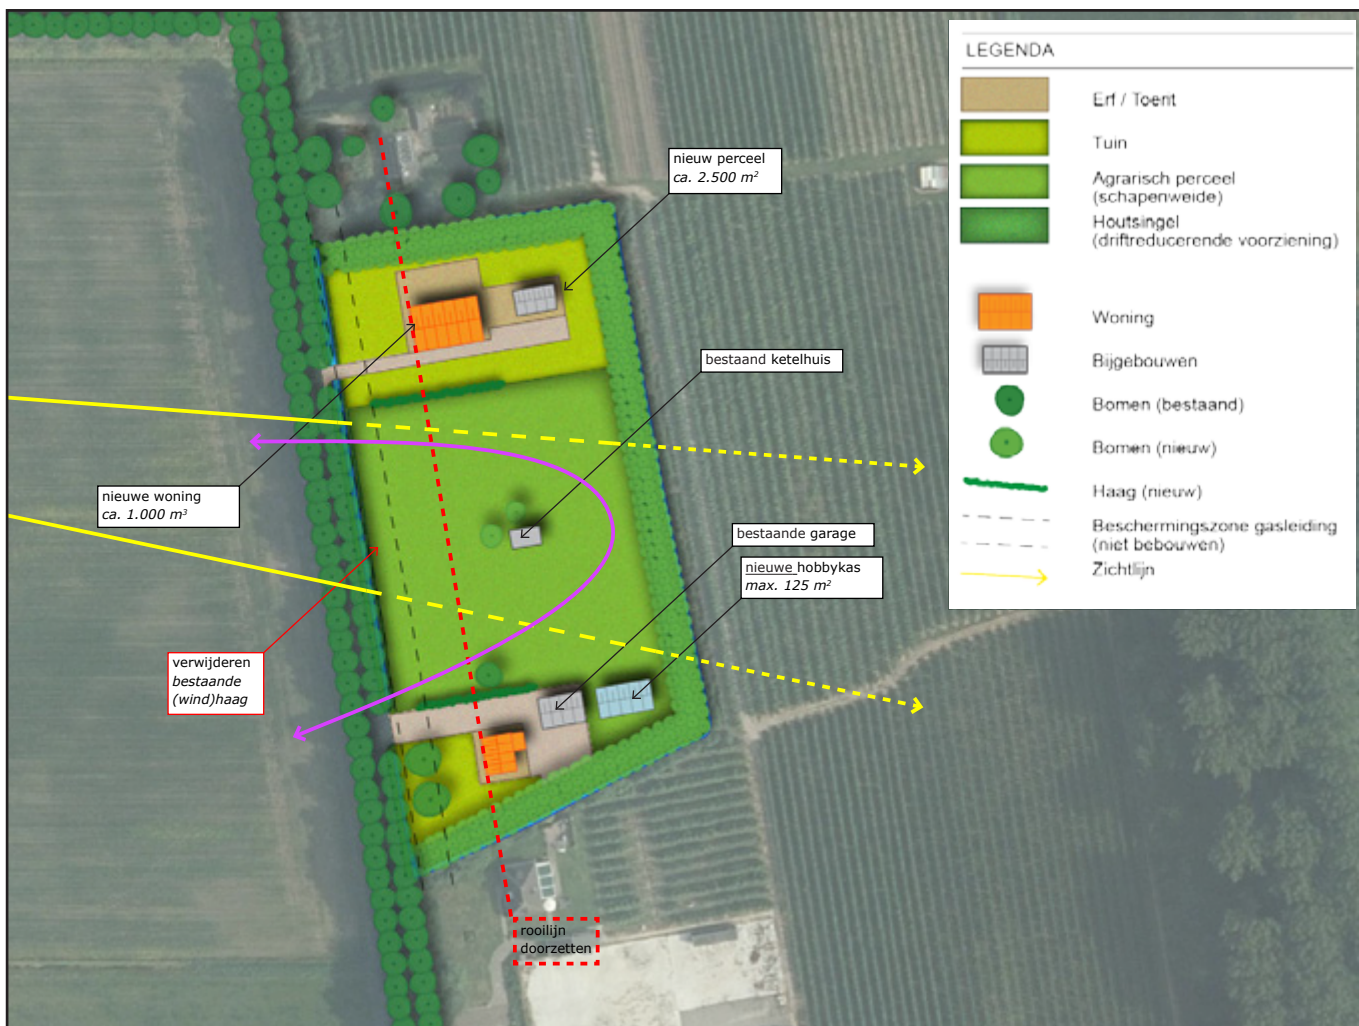 LEGENDA
Erf / Toerit
Tuin
Agrarisch perceel
(schapenweide)
Houtsingel
(driftreducerende voorziening)
Woning
Bijgebouwen
Bomen (bestaand)
Bomen (nieuw)
Haag (nieuw)
Beschermingszone gasleiding
(niet bebouwen)
Zichtlijn
nieuw perceel
ca. 2.500 m²
bestaand ketelhuis
nieuwe woning
ca. 1.000 m³
bestaande garage
nieuwe hobbykas
max. 125 m²
verwijderen
bestaande
(wind)haag
rooilijn
doorzetten